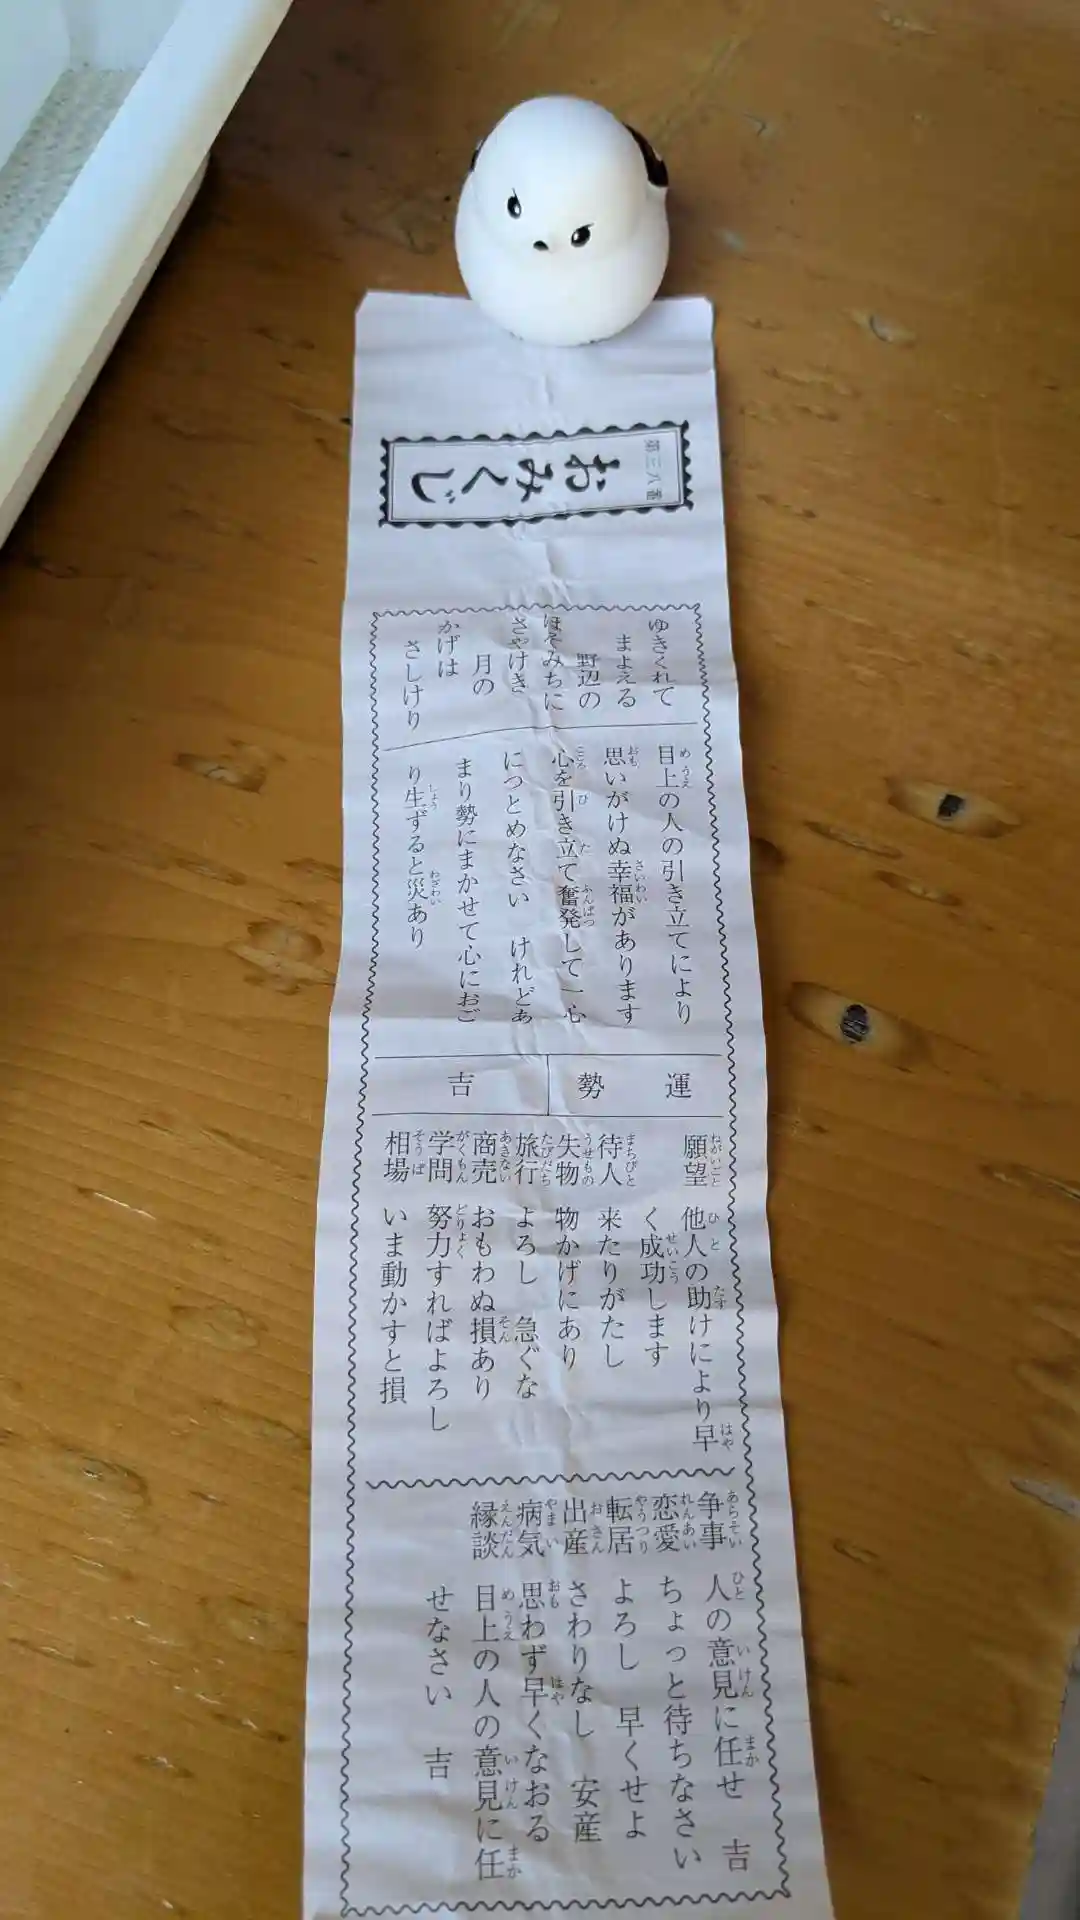 第三八番
おみくじ
ゆきくれて
まよえる
野辺の
ほそみちに
さやけき
月の
かげは
さしけり
目上の人の引き立てにより
思いがけぬ幸福があります
心を引き立て奮発して一心
につとめなさい けれどあ
まり勢にまかせて心におご
り生ずると災あり
運勢
吉
願望 他人の助けにより早
く成功します
待人 来たりがたし
失物 物かげにあり
旅行 よろし 急ぐな
商売 おもわぬ損あり
学問 努力すればよろし
相場 いま動かすと損
争事 人の意見に任せ 吉
恋愛 ちょっと待ちなさい
転居 よろし 早くせよ
出産 さわりなし 安産
病気 思わず早くなおる
縁談 目上の人の意見に任
せなさい 吉